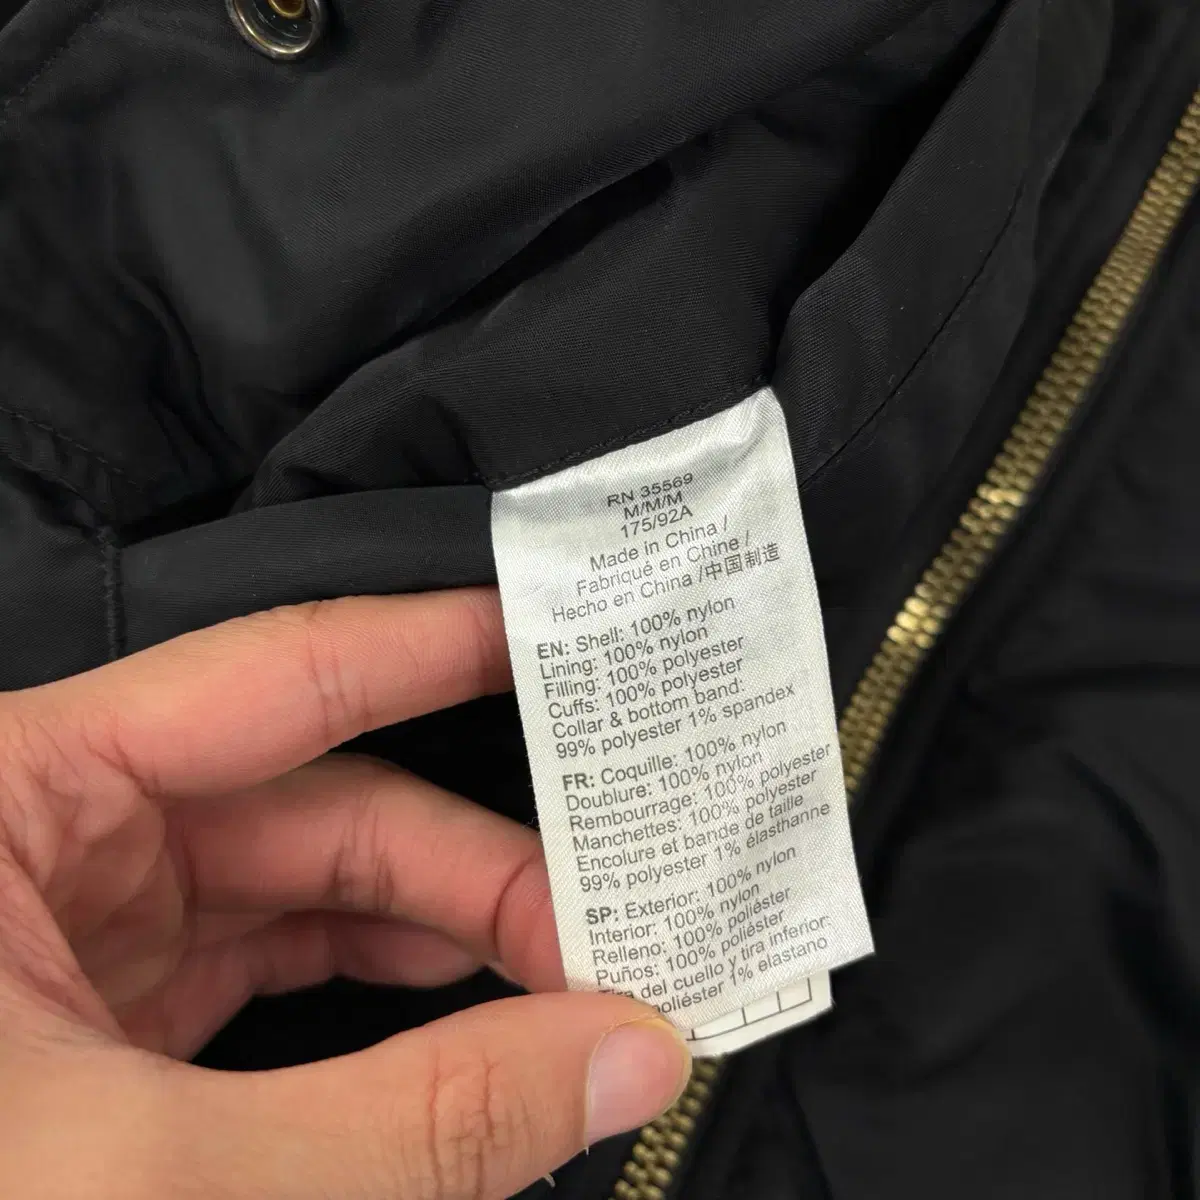 RN 35569
M/M/M
175/92A
Made in China /
Fabriqué en Chine /
Hecho en China /中国制造
EN: Shell: 100% nylon
Lining: 100% nylon
Filling: 100% polyester
Cuffs: 100% polyester
Collar & bottom band:
99% polyester 1% spandex
FR: Coquille: 100% nylon
Doublure: 100% nylon
Rembourrage: 100% polyester
Manchettes: 100% polyester
Encolure et bande de taille
99% polyester 1% élasthanne
SP: Exterior: 100% nylon
Interior: 100% nylon
Relleno: 100% poliéster
Puños: 100% poliéster
Tira del cuello y tira inferior:
poliéster 1% elastano